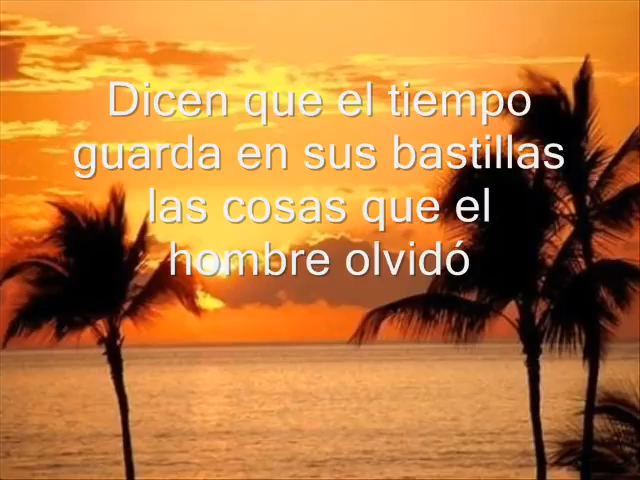 Dicen que el tiempo
guarda en sus bastillas
las cosas que el
hombre olvidó